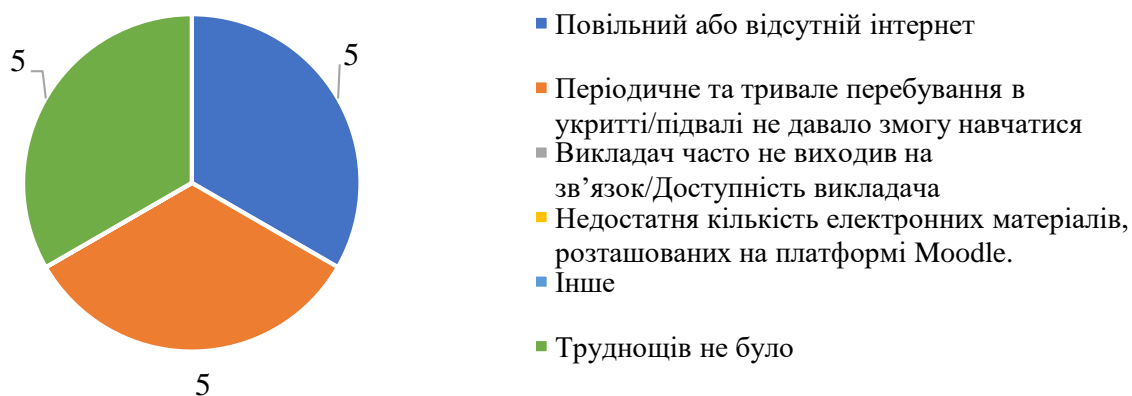 5
5
5
Повільний або відсутній інтернет
Періодичне та тривале перебування в
укритті/підвалі не давало змогу навчатися
Викладач часто не виходив на
зв’язок/Доступність викладача
Недостатня кількість електронних матеріалів,
розташованих на платформі Moodle.
Інше
Труднощів не було